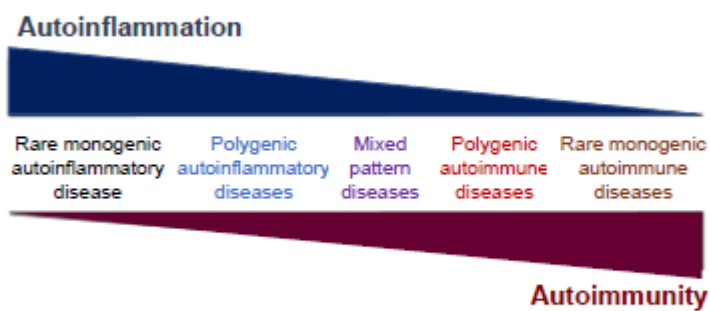 Autoinflammation
Rare monogenic autoinflammatory disease
Polygenic autoinflammatory diseases
Mixed pattern diseases
Polygenic autoimmune diseases
Rare monogenic autoimmune diseases
Autoimmunity